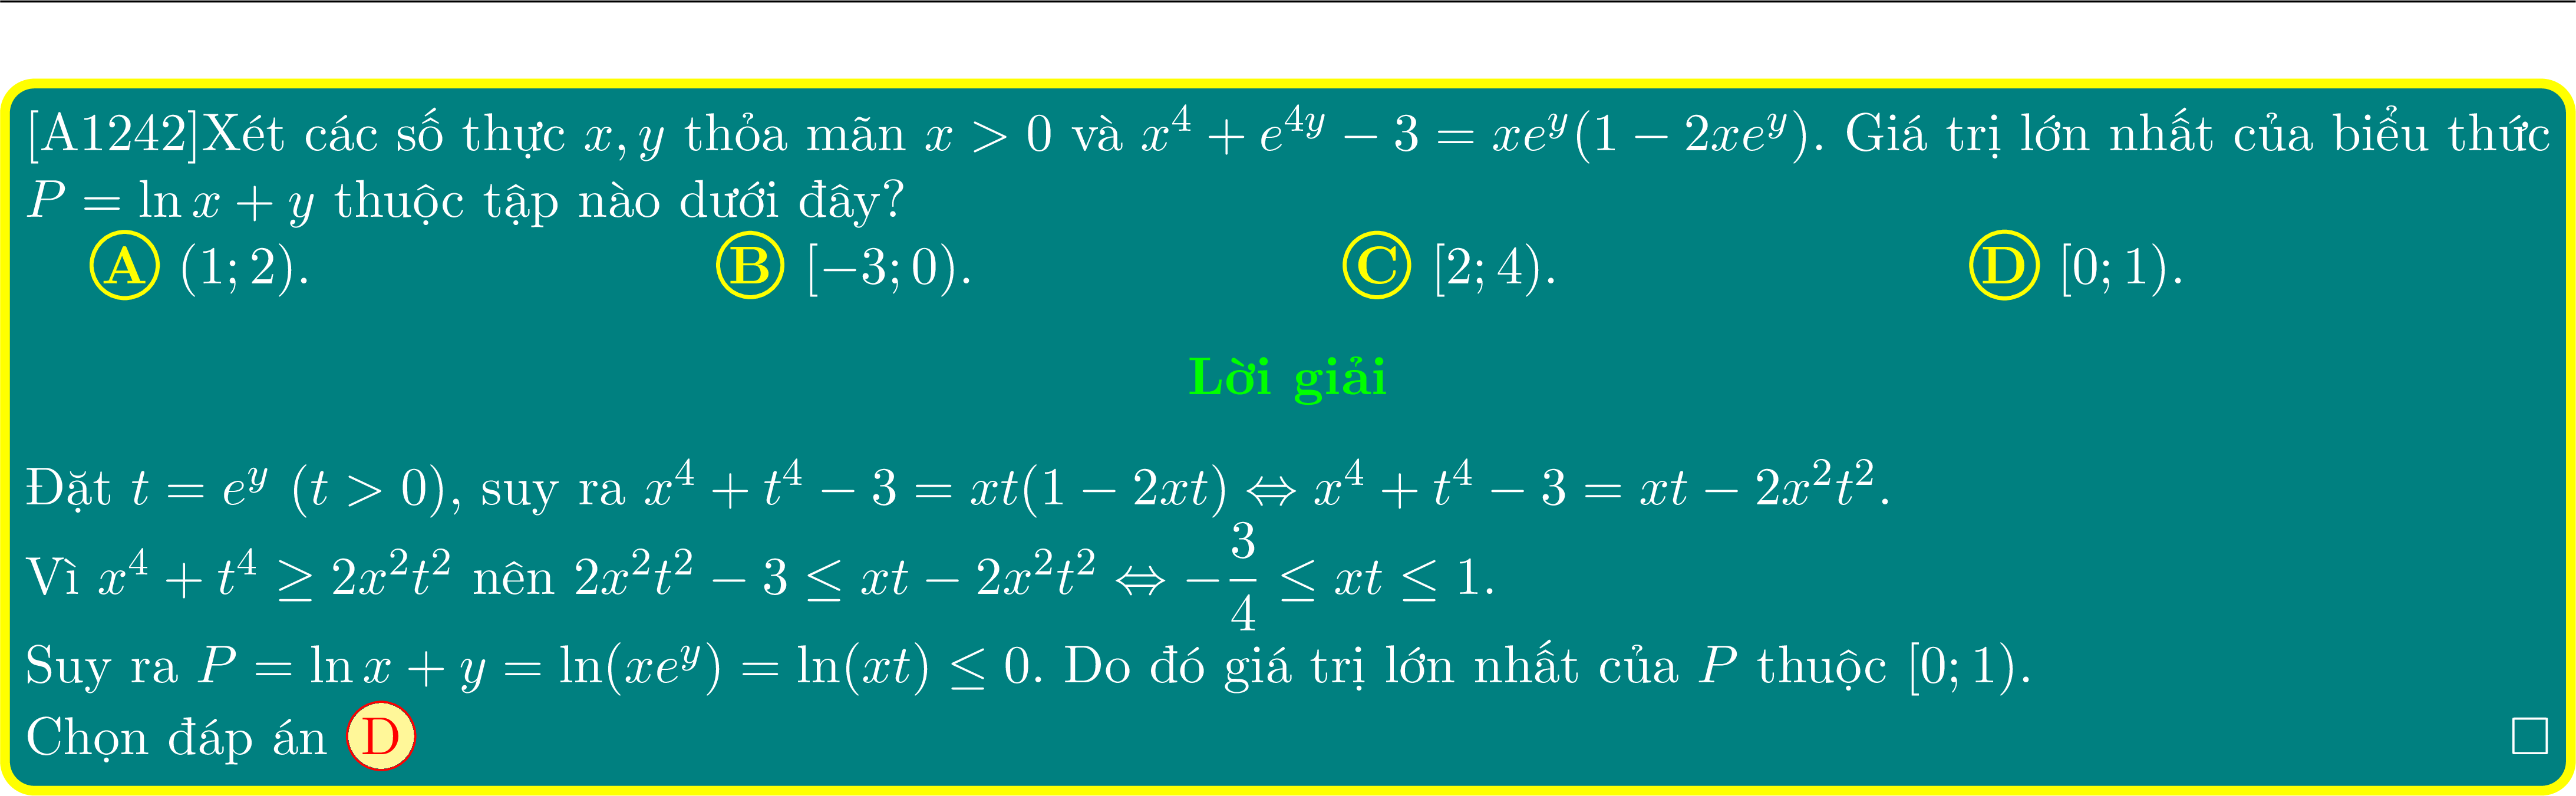 [A1242]Xét các số thực $x, y$ thỏa mãn $x > 0$ và $x^4 + e^{4y} - 3 = xe^y(1 - 2xe^y)$. Giá trị lớn nhất của biểu thức
$P = \ln x + y$ thuộc tập nào dưới đây?
Ⓐ $(1; 2)$. Ⓑ $[-3; 0)$. Ⓒ $[2; 4)$. Ⓓ $[0; 1)$.
Lời giải
Đặt $t = e^y$ $(t > 0)$, suy ra $x^4 + t^4 - 3 = xt(1 - 2xt) \Leftrightarrow x^4 + t^4 - 3 = xt - 2x^2t^2$.
Vì $x^4 + t^4 \geq 2x^2t^2$ nên $2x^2t^2 - 3 \leq xt - 2x^2t^2 \Leftrightarrow -\dfrac{3}{4} \leq xt \leq 1$.
Suy ra $P = \ln x + y = \ln(xe^y) = \ln(xt) \leq 0$. Do đó giá trị lớn nhất của $P$ thuộc $[0; 1)$.
Chọn đáp án Ⓓ □